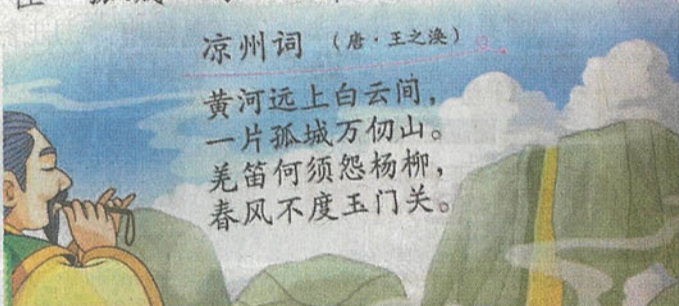 凉州词 （唐·王之涣）
黄河远上白云间，
一片孤城万仞山。
羌笛何须怨杨柳，
春风不度玉门关。